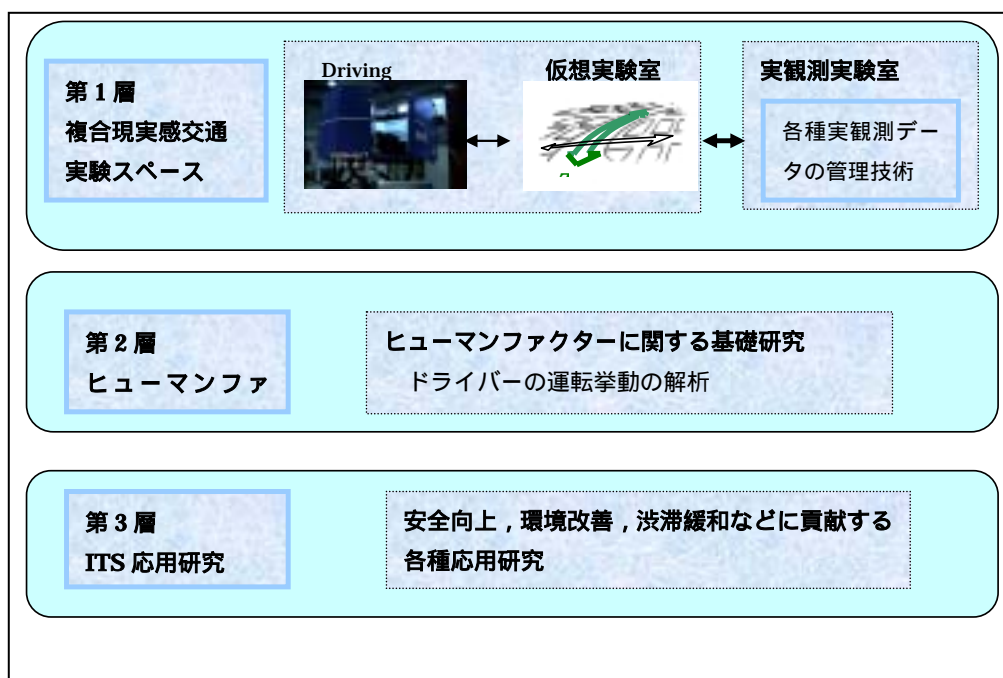 第 1 層
複合現実感交通
実験スペース
Driving
仮想実験室
実観測実験室
各種実観測デー
タの管理技術
第 2 層
ヒューマンファ
ヒューマンファクターに関する基礎研究
ドライバーの運転挙動の解析
第 3 層
ITS 応用研究
安全向上，環境改善，渋滞緩和などに貢献する
各種応用研究